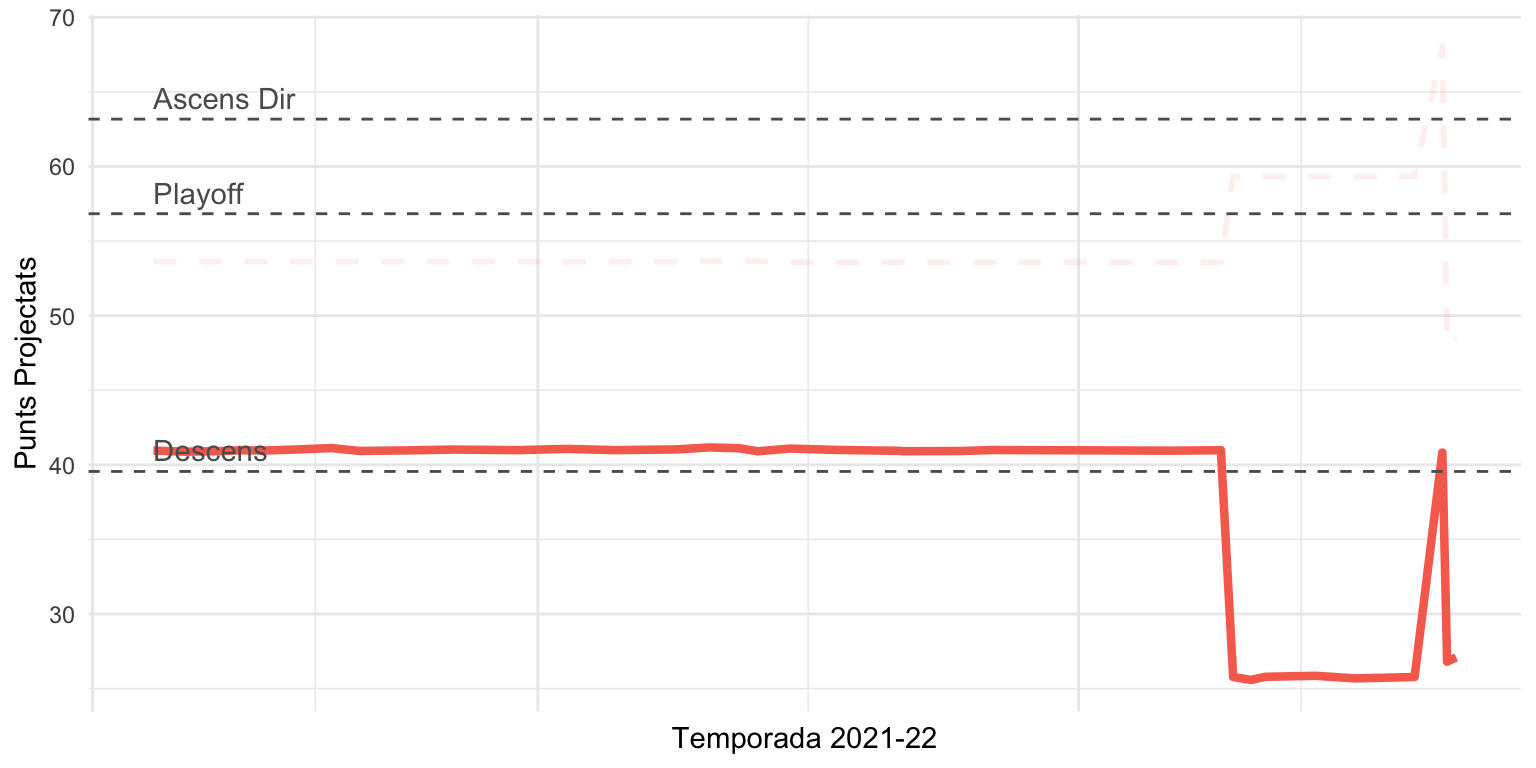 70
Ascens Dir
60
Playoff
50
Descens
40
30
Punts Projectats
Temporada 2021-22